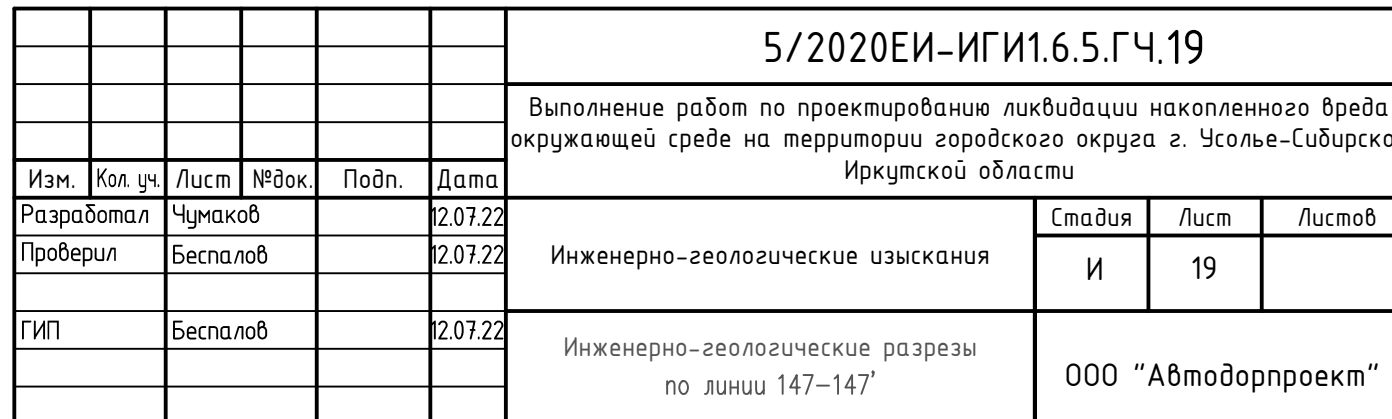 5/2020ЕИ-ИГИ1.6.5.ГЧ.19
Выполнение работ по проектированию ликвидации накопленного вреда
окружающей среде на территории городского округа г. Усолье-Сибирско
Иркутской области
Изм. Кол. уч. Лист №док. Подп. Дата
Разработал Чумаков 12.07.22
Проверил Беспалов 12.07.22
Инженерно-геологические изыскания
Стадия Лист Листов
И 19
ГИП Беспалов 12.07.22
Инженерно-геологические разрезы
по линии 147–147'
ООО "Автодорпроект"